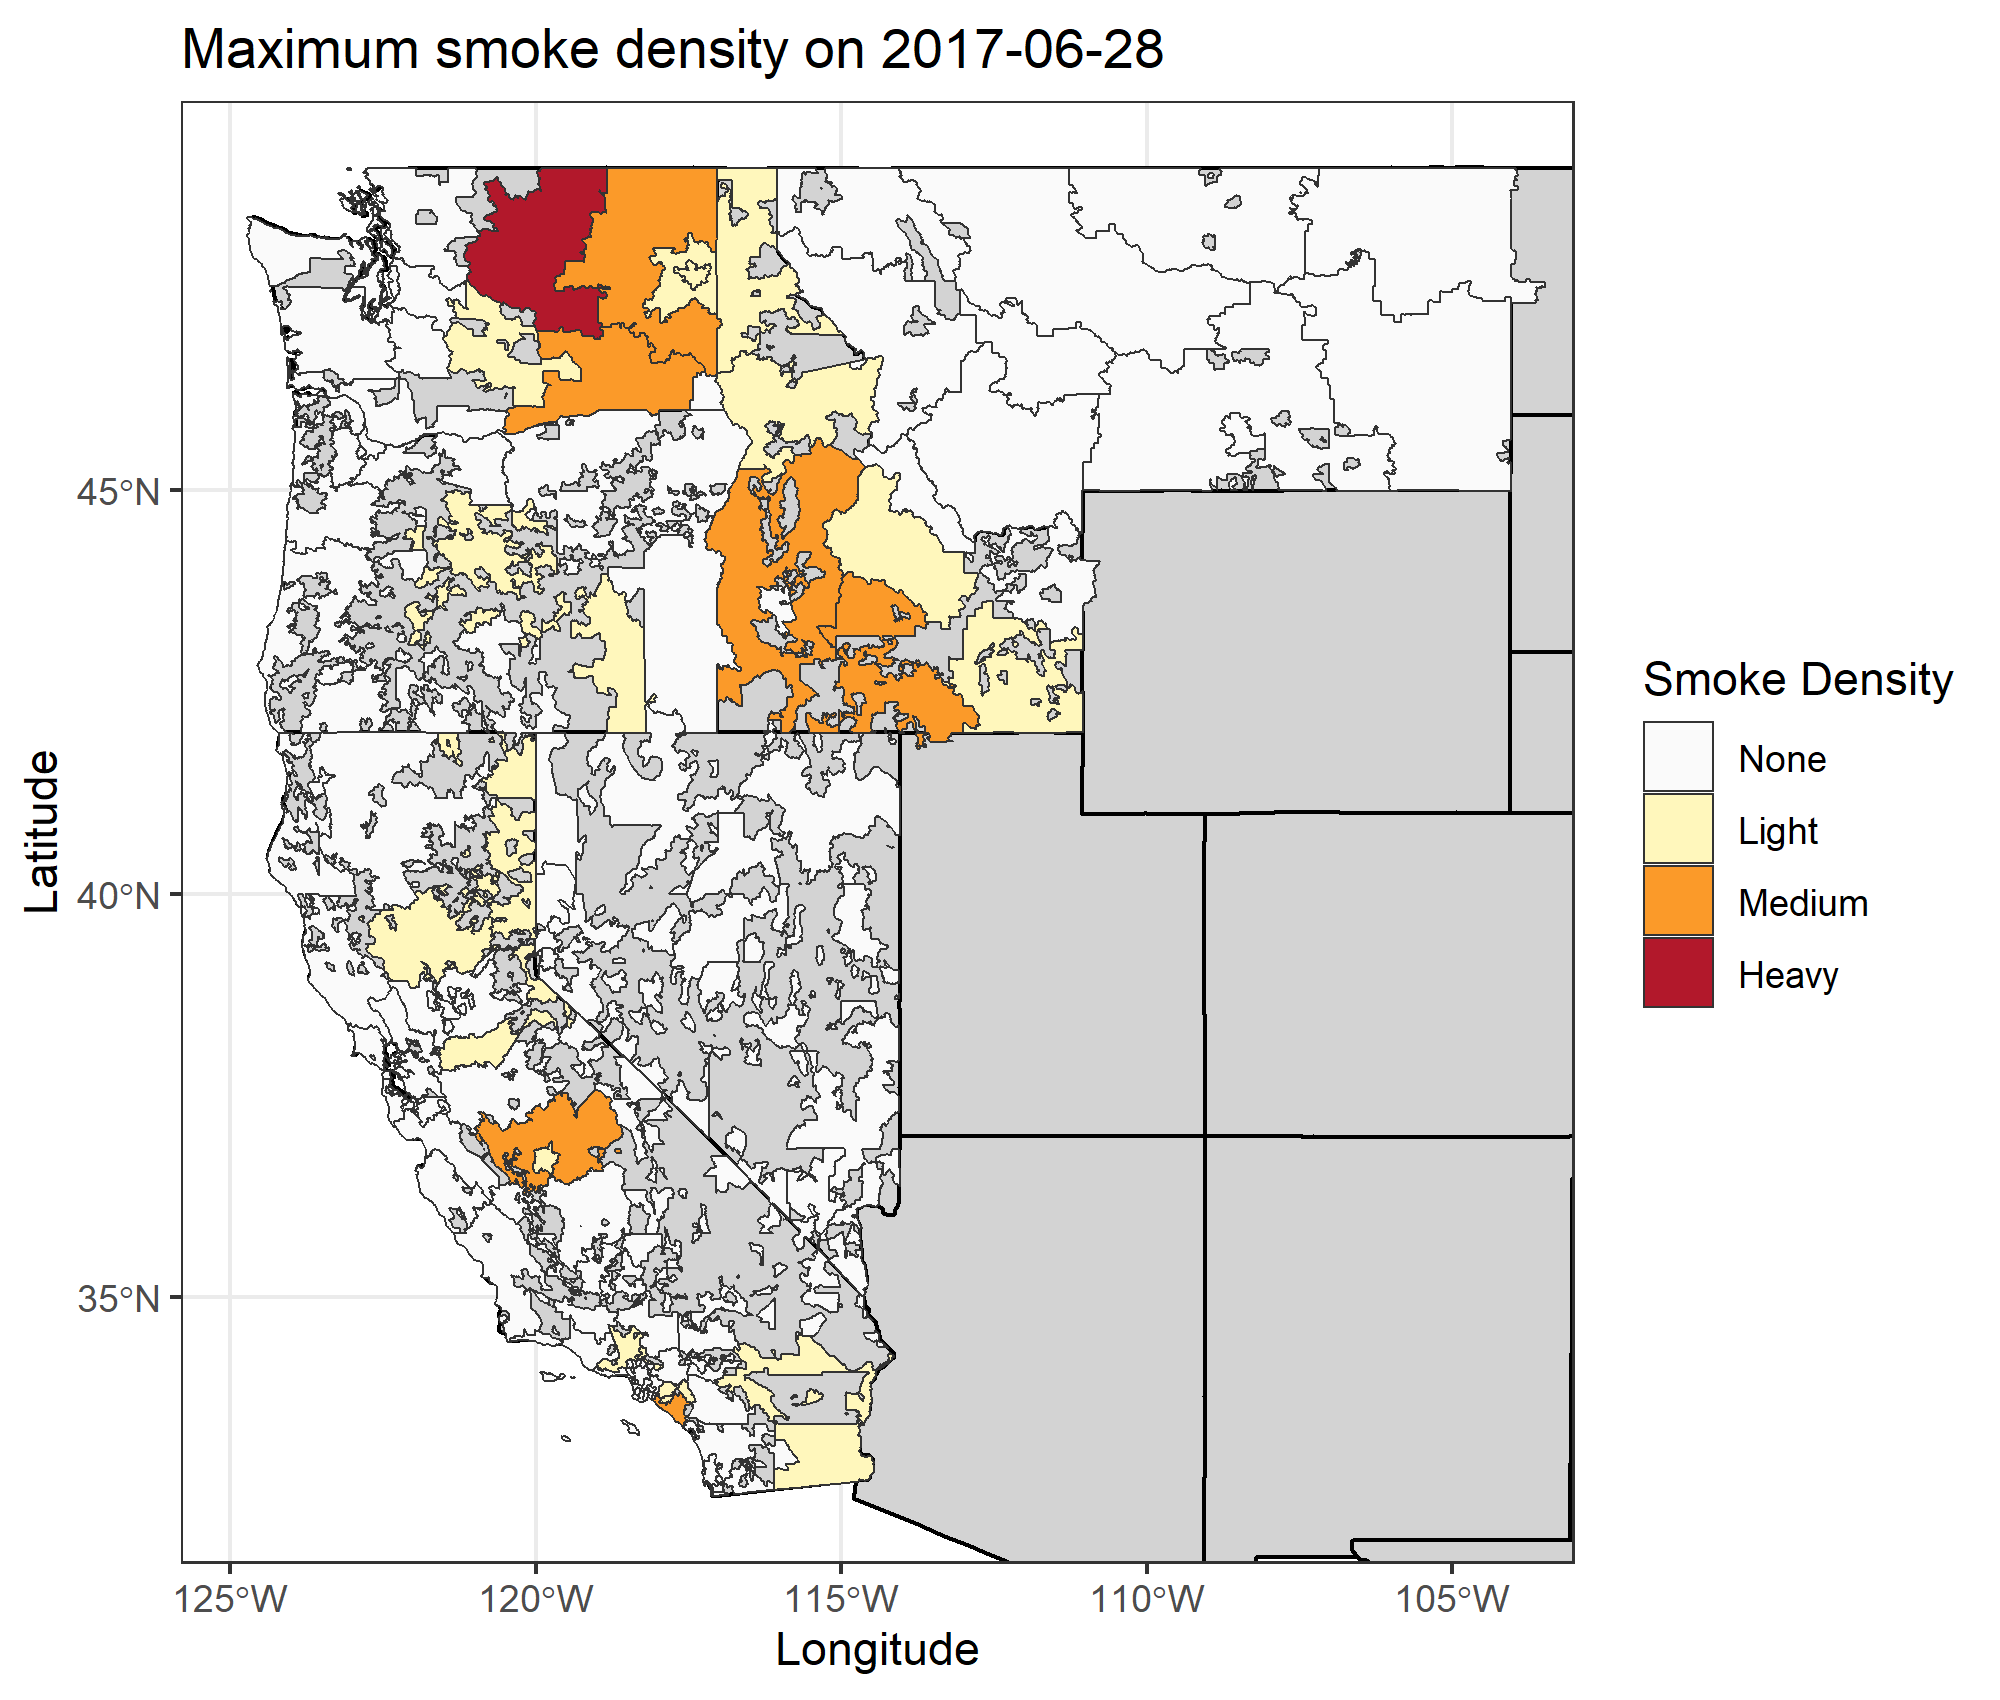 Maximum smoke density on 2017-06-28
45°N
40°N
35°N
Latitude
125°W
120°W
115°W
110°W
105°W
Longitude
Smoke Density
None
Light
Medium
Heavy